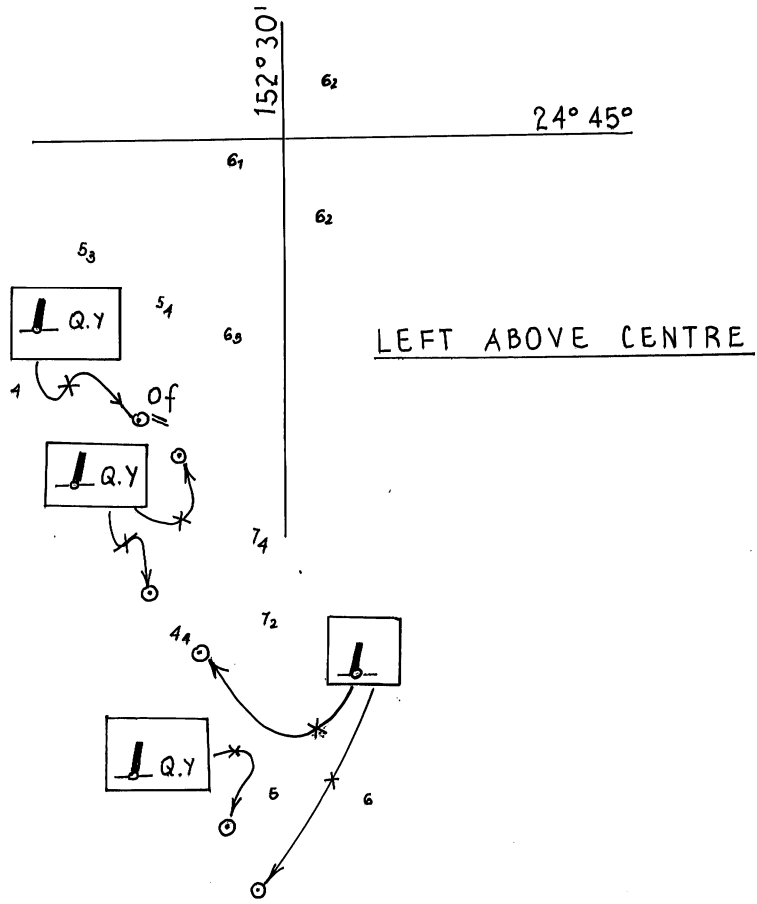 152° 30'
6₂
24° 45°
6₁
6₂
5₃
5₄
Q.Y
6₃
LEFT ABOVE CENTRE
4
Of
Q.Y
7₄
7₂
4₄
Q.Y
5
6